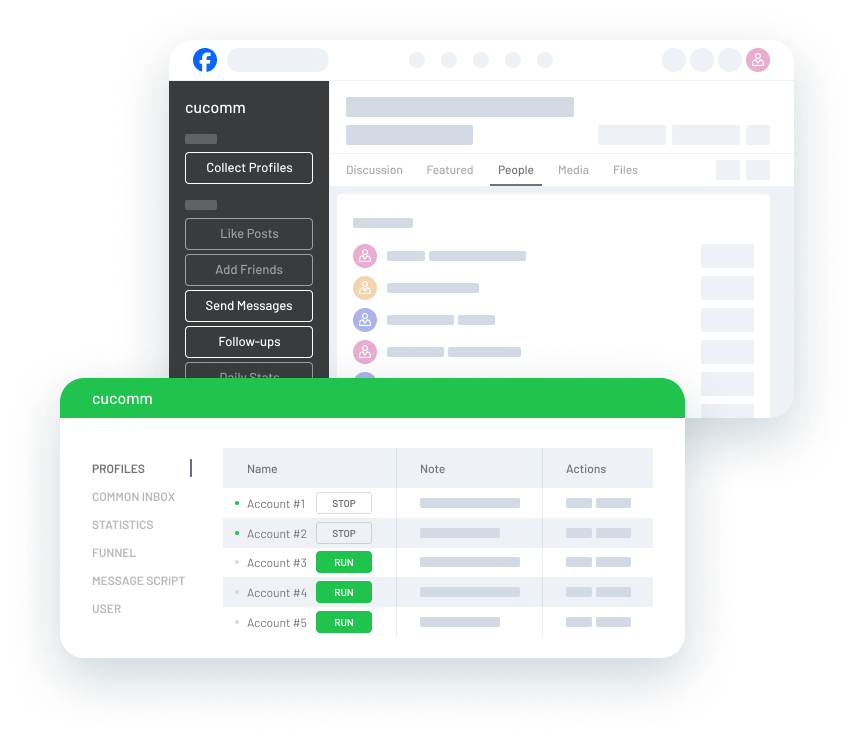 cucomm
Collect Profiles
Like Posts
Add Friends
Send Messages
Follow-ups
Daily Stats
Discussion Featured People Media Files
cucomm
PROFILES
COMMON INBOX
STATISTICS
FUNNEL
MESSAGE SCRIPT
USER
Name Note Actions
Account #1 STOP
Account #2 STOP
Account #3 RUN
Account #4 RUN
Account #5 RUN